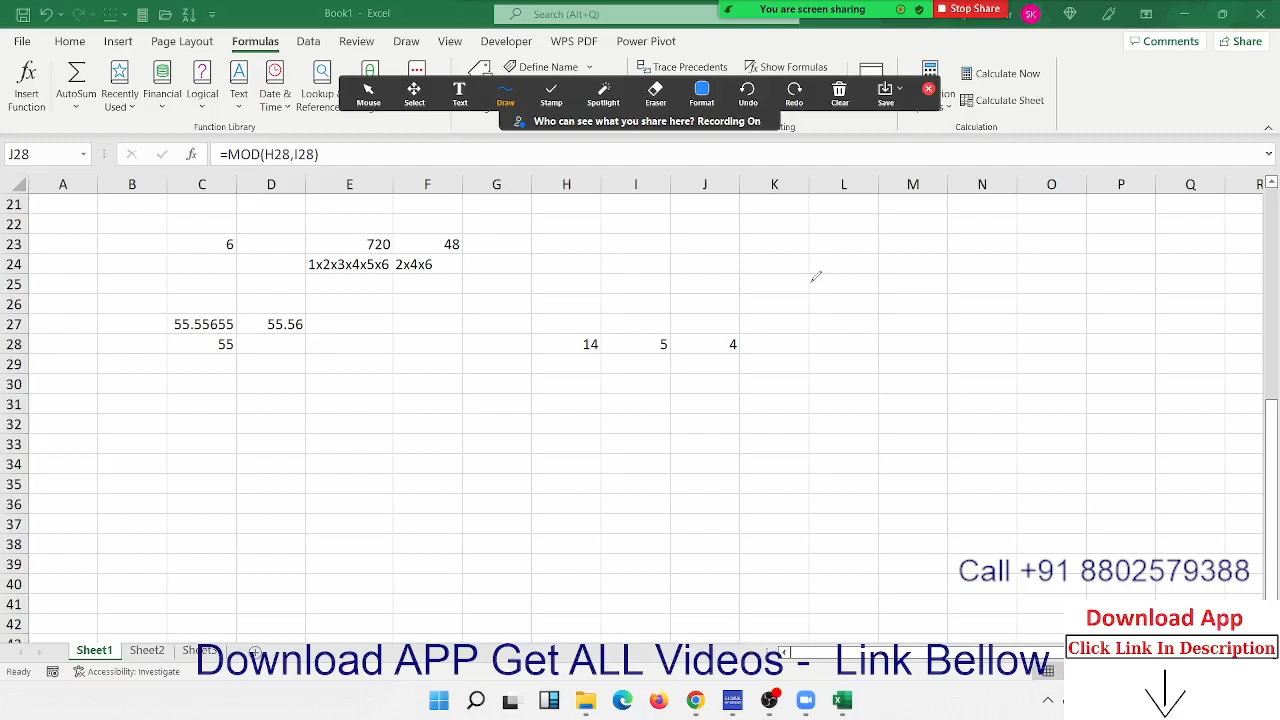 Book1 - Excel
Search (Alt+Q)
You are screen sharing
Stop Share
SK
File Home Insert Page Layout Formulas Data Review View Draw Developer WPS PDF Power Pivot
Comments Share
Insert Function
AutoSum
Recently Used
Financial
Logical
Text
Date & Time
Lookup & Reference
Define Name
Trace Precedents
Show Formulas
Calculate Now
Calculate Sheet
Function Library
Calculation
Mouse Select Text Draw Stamp Spotlight Eraser Format Undo Redo Clear Save
Who can see what you share here? Recording On
J28
fx =MOD(H28,I28)
A B C D E F G H I J K L M N O P Q R
21
22
23 6 720 48
24 1x2x3x4x5x6 2x4x6
25
26
27 55.55655 55.56
28 55 14 5 4
29
30
31
32
33
34
35
36
37
38
39
40
41
42
Call +91 8802579388
Download App
Click Link In Description
Sheet1 Sheet2
Download APP Get ALL Videos - Link Bellow
Ready
Accessibility: Investigate